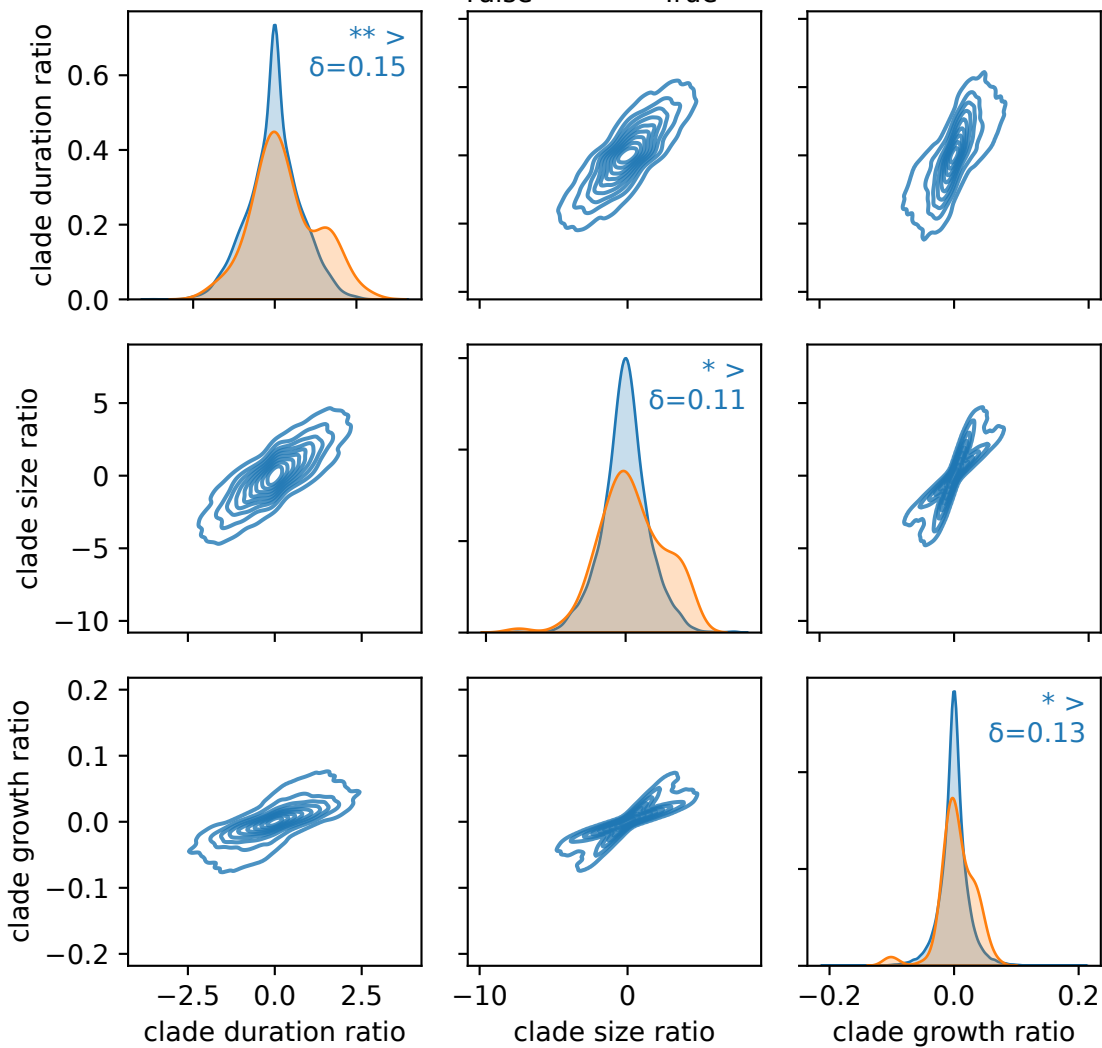 True
clade duration ratio
0.6
0.4
0.2
0.0
** >
δ=0.15
clade size ratio
5
0
−5
−10
* >
δ=0.11
clade growth ratio
0.2
0.1
0.0
−0.1
−0.2
* >
δ=0.13
−2.5 0.0 2.5
−10 0
−0.2 0.0 0.2
clade duration ratio
clade size ratio
clade growth ratio